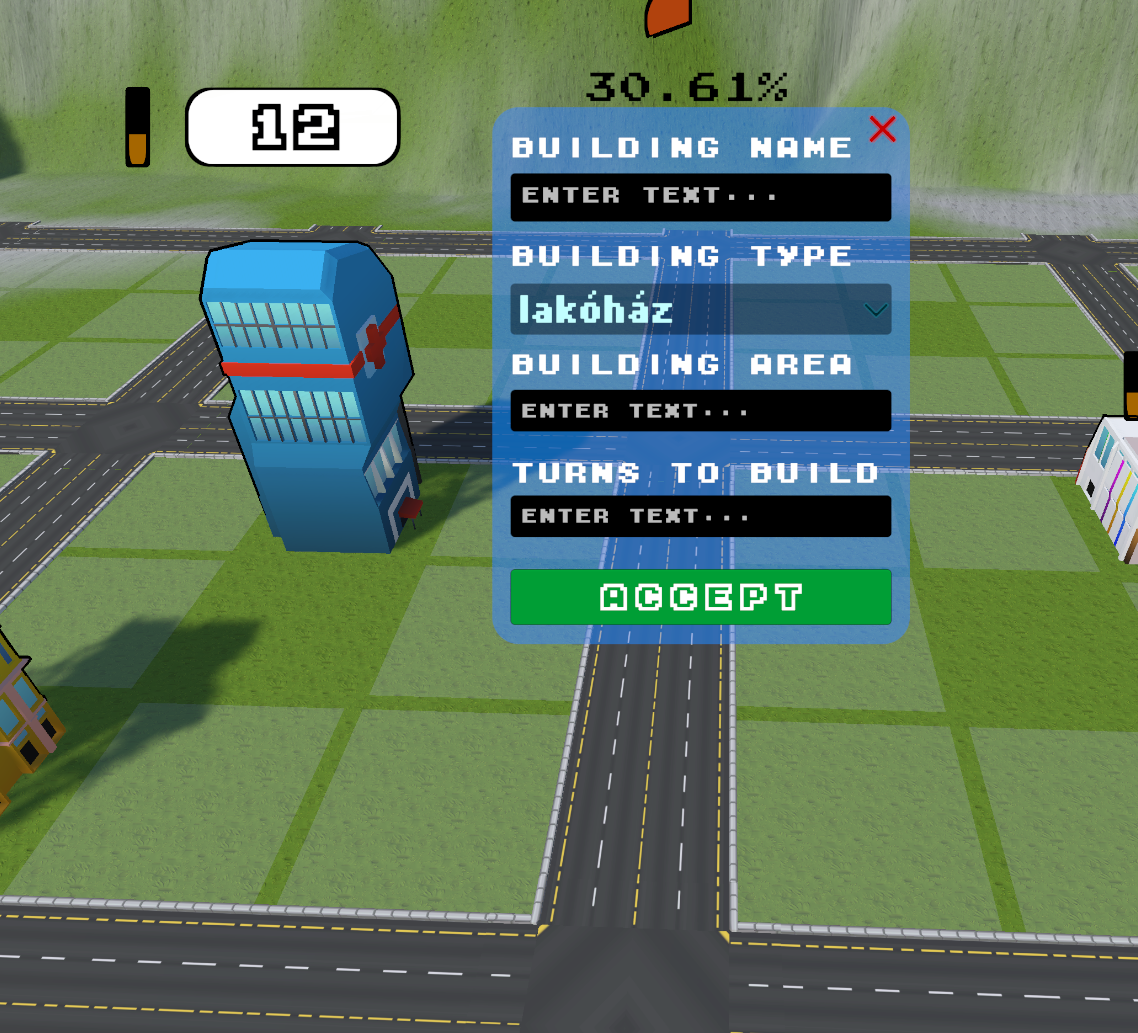 30.61%
12
BUILDING NAME
ENTER TEXT...
BUILDING TYPE
lakóház
BUILDING AREA
ENTER TEXT...
TURNS TO BUILD
ENTER TEXT...
ACCEPT